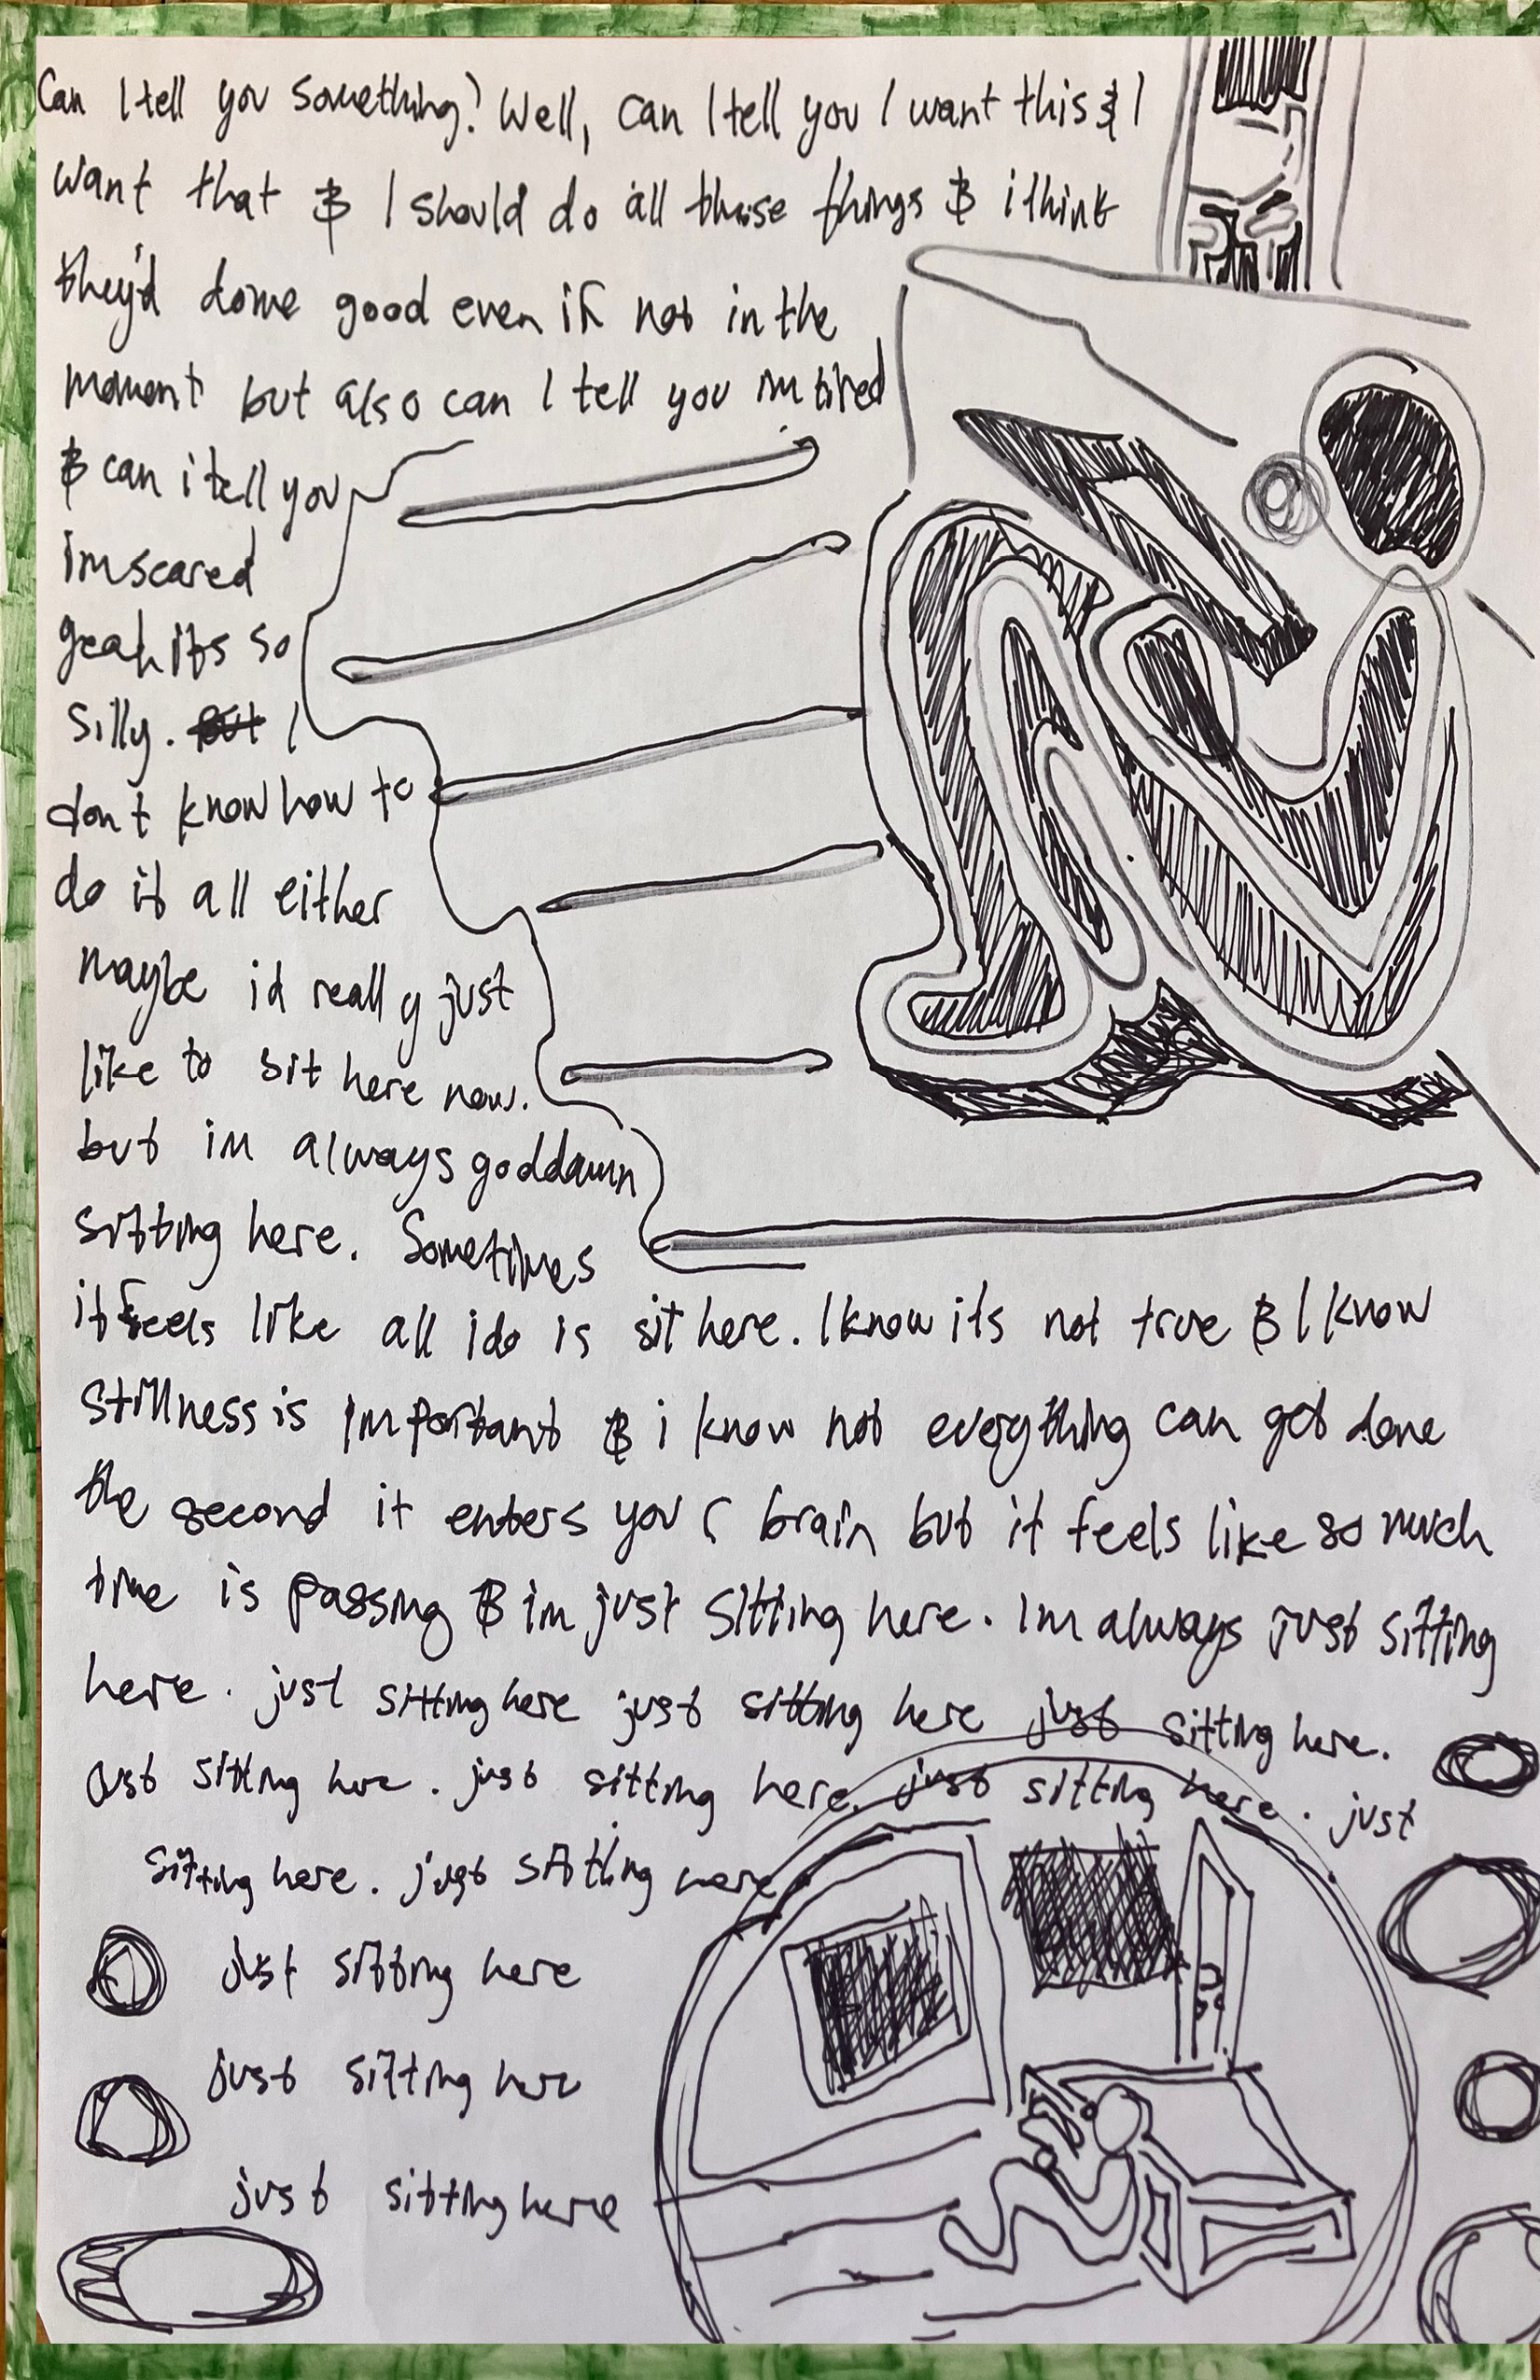 Can I tell you something? Well, can I tell you I want this & I
want that & I should do all these things & i think
they'd do me good even if not in the
moment but also can I tell you im tired
& can i tell you
im scared
yeah its so
silly. but I
don't know how to
do it all either
maybe id really just
like to sit here now.
but im always goddamn
sitting here. Sometimes
it feels like all i do is sit here. I know its not true & I know
stillness is important & i know not everything can get done
the second it enters your brain but it feels like so much
time is passing & im just sitting here. Im always just sitting
here. just sitting here just sitting here just sitting here.
just sitting here. just sitting here. just sitting here. just
sitting here. just sitting here
just sitting here
just sitting here
just sitting here